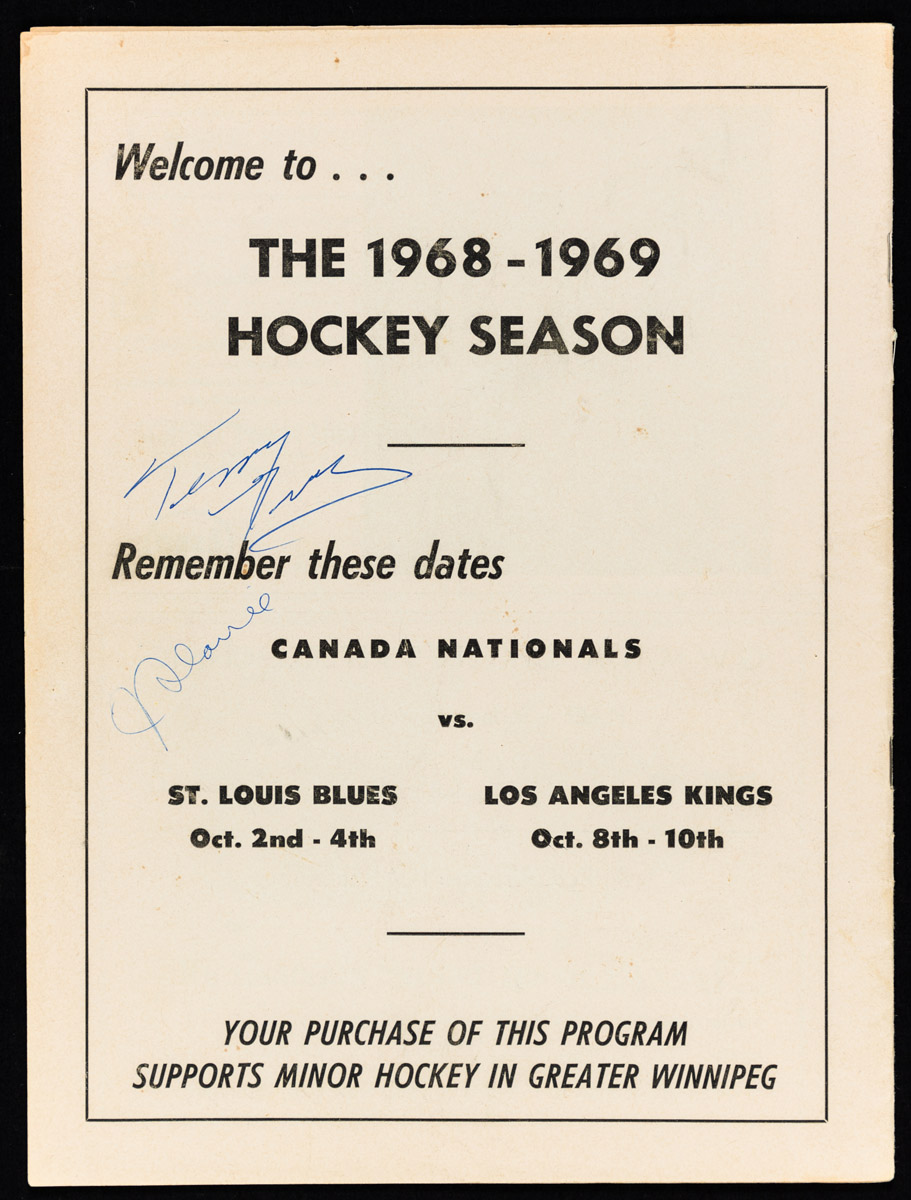 Welcome to . . .
THE 1968 - 1969
HOCKEY SEASON
Terry
Remember these dates
CANADA NATIONALS
vs.
ST. LOUIS BLUES
Oct. 2nd - 4th
LOS ANGELES KINGS
Oct. 8th - 10th
YOUR PURCHASE OF THIS PROGRAM
SUPPORTS MINOR HOCKEY IN GREATER WINNIPEG